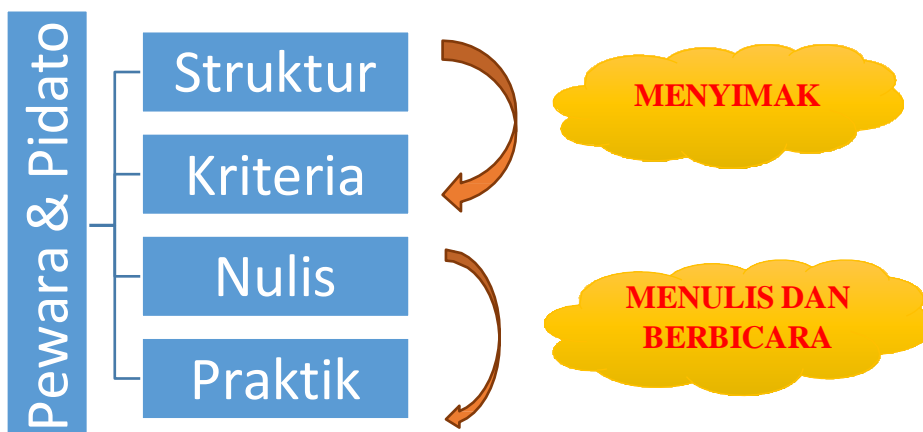 Pewara & Pidato
Struktur
Kriteria
Nulis
Praktik
MENYIMAK
MENULIS DAN
BERBICARA